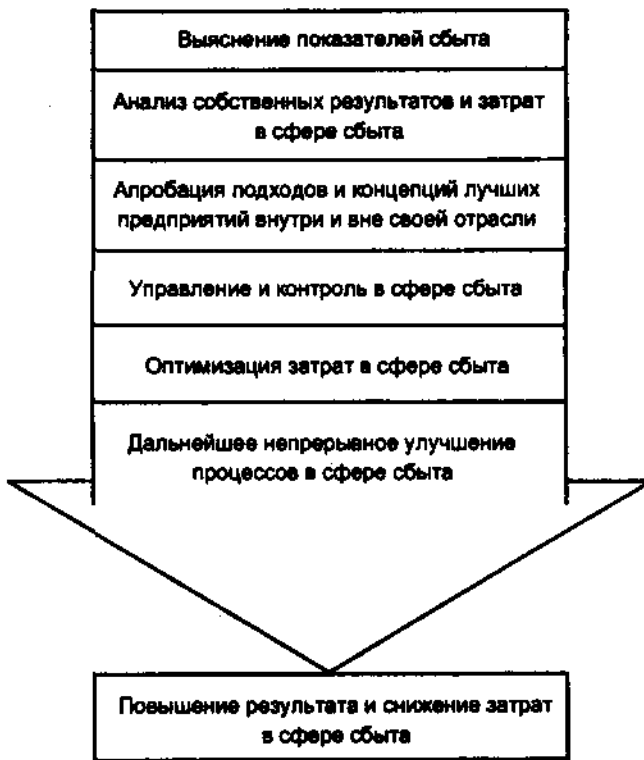 Выяснение показателей сбыта
Анализ собственных результатов и затрат
в сфере сбыта
Апробация подходов и концепций лучших
предприятий внутри и вне своей отрасли
Управление и контроль в сфере сбыта
Оптимизация затрат в сфере сбыта
Дальнейшее непрерывное улучшение
процессов в сфере сбыта
Повышение результата и снижение затрат
в сфере сбыта